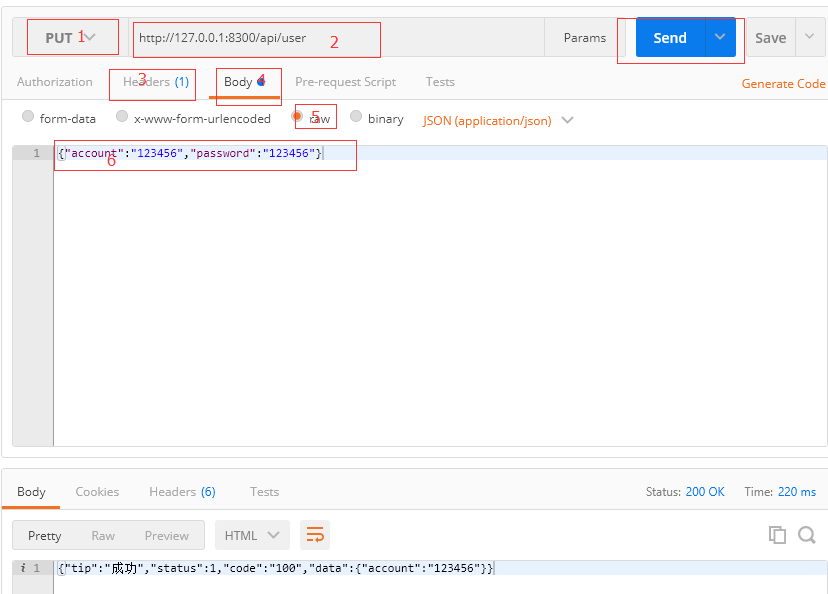 PUT 1 http://127.0.0.1:8300/api/user 2 Params Send Save
Authorization Headers (1) 3 Body 4 Pre-request Script Tests Generate Code
form-data x-www-form-urlencoded raw 5 binary JSON (application/json)
1 {"account":"123456","password":"123456"}
6
Body Cookies Headers (6) Tests Status: 200 OK Time: 220 ms
Pretty Raw Preview HTML
i 1 {"tip":"成功","status":1,"code":"100","data":{"account":"123456"}}